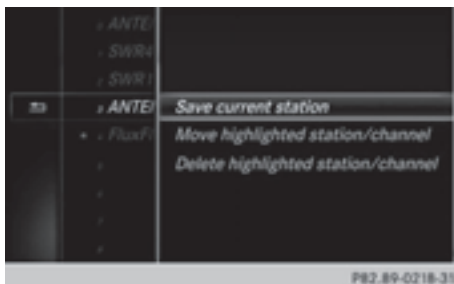 ANTE
SWR4
SWR1
ANTE
Save current station
FluxF
Move highlighted station/channel
Delete highlighted station/channel
P82.89-0218-31